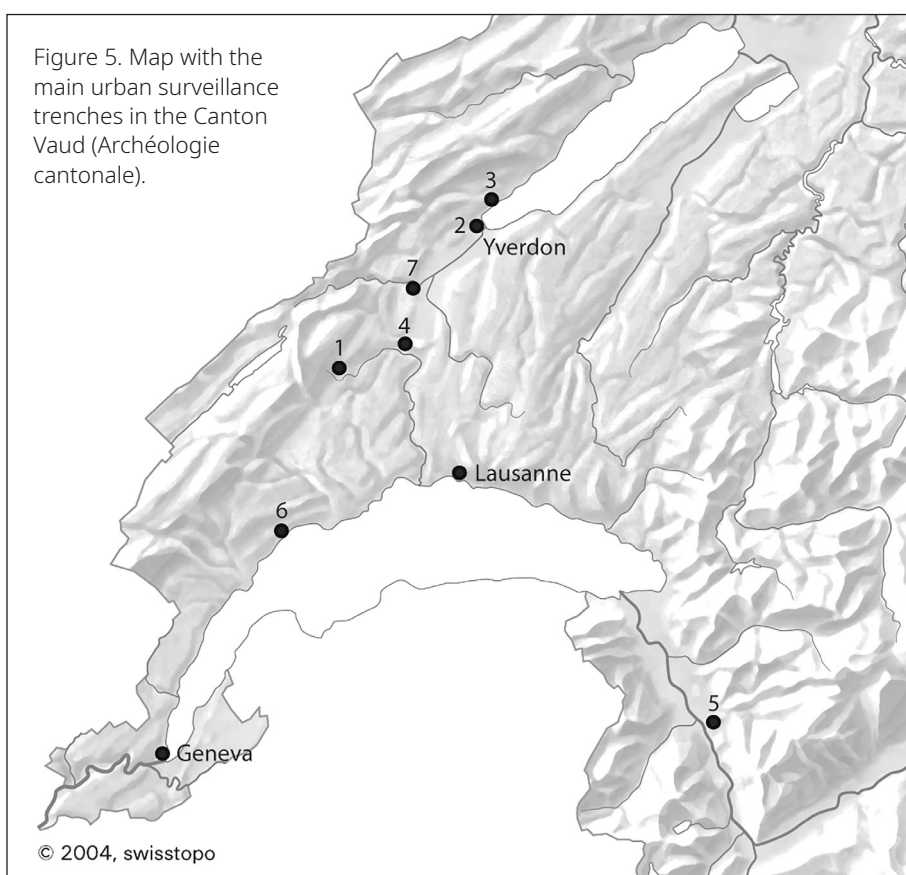 Figure 5. Map with the
main urban surveillance
trenches in the Canton
Vaud (Archéologie
cantonale).
3
2
Yverdon
7
4
1
Lausanne
6
5
Geneva
© 2004, swisstopo